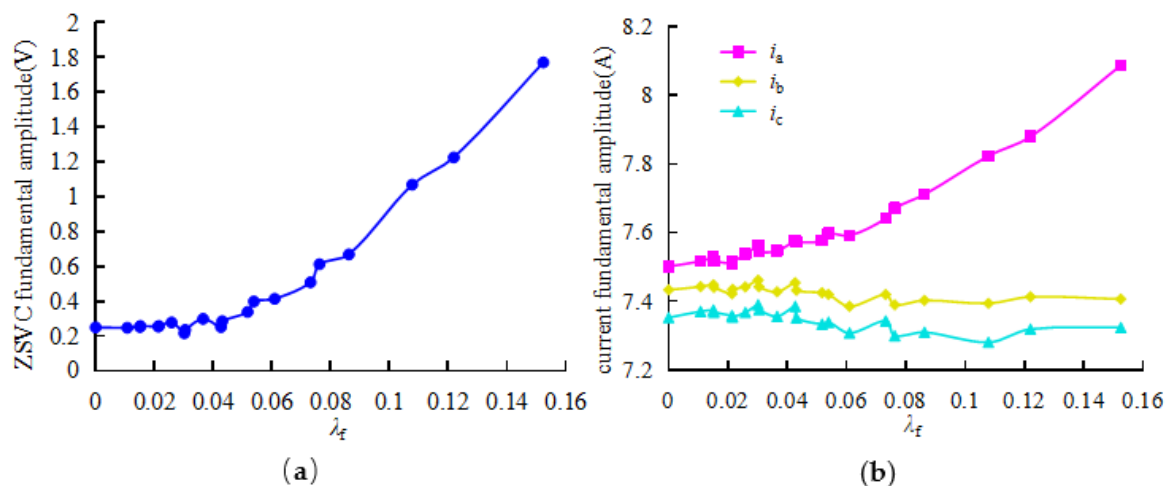 ZSVC fundamental amplitude(V)
2
1.8
1.6
1.4
1.2
1
0.8
0.6
0.4
0.2
0
0 0.02 0.04 0.06 0.08 0.1 0.12 0.14 0.16
λf
(a)
current fundamental amplitude(A)
8.2
8
7.8
7.6
7.4
7.2
ia
ib
ic
0 0.02 0.04 0.06 0.08 0.1 0.12 0.14 0.16
λf
(b)